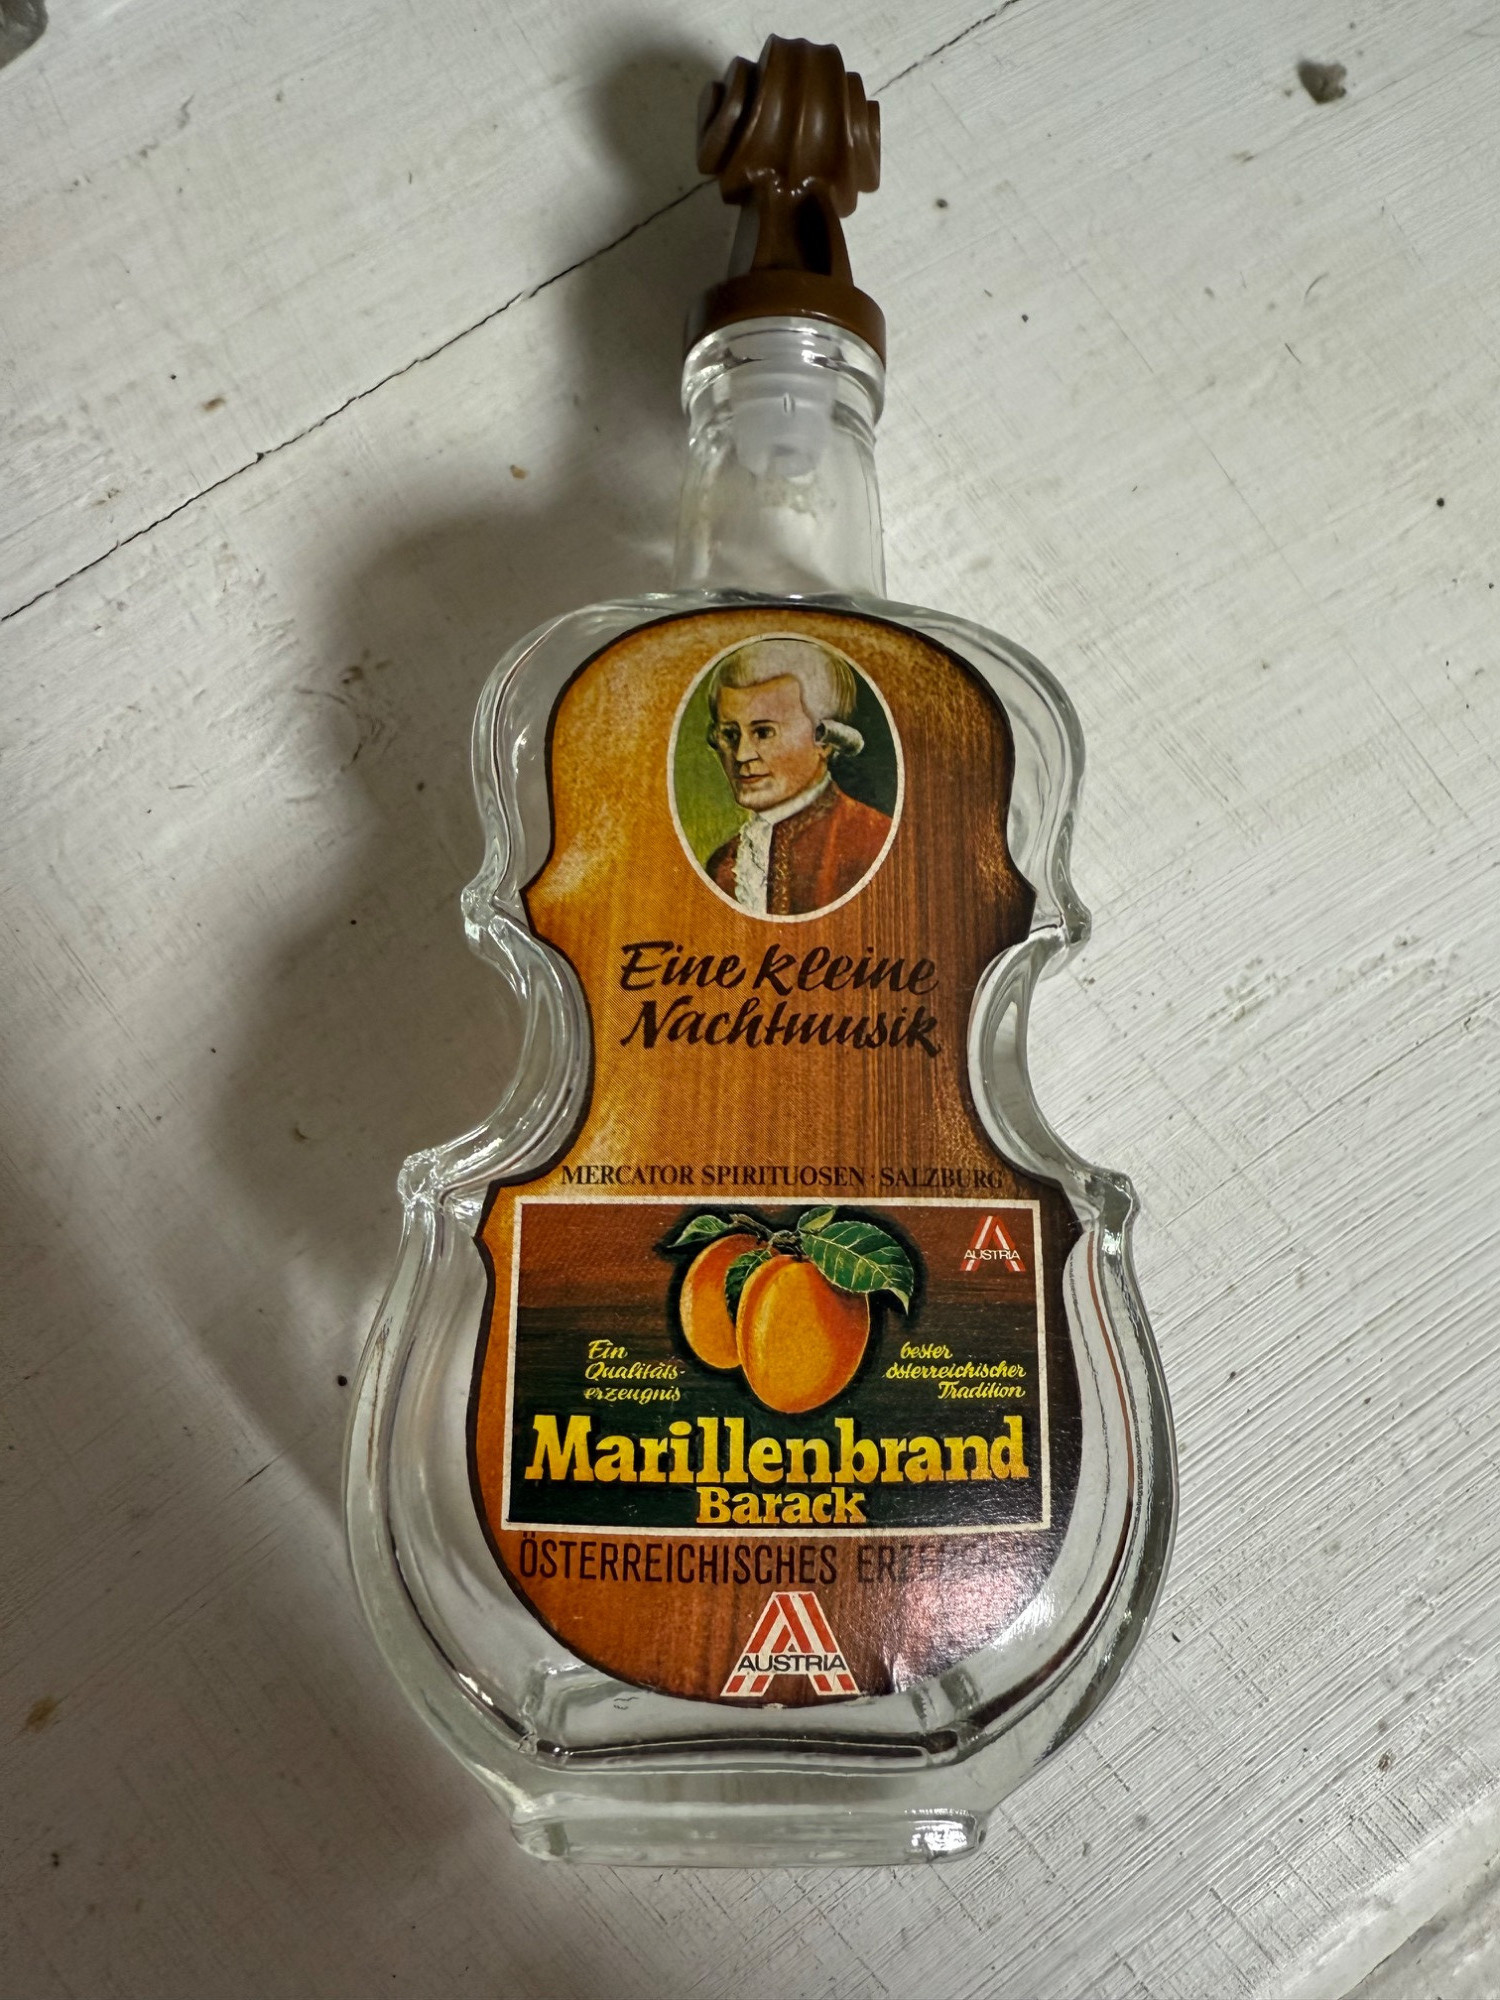 Eine kleine
Nachtmusik
MERCATOR SPIRITUOSEN · SALZBURG
AUSTRIA
Ein
Qualitäts-
erzeugnis
bester
österreichischer
Tradition
Marillenbrand
Barack
ÖSTERREICHISCHES
AUSTRIA